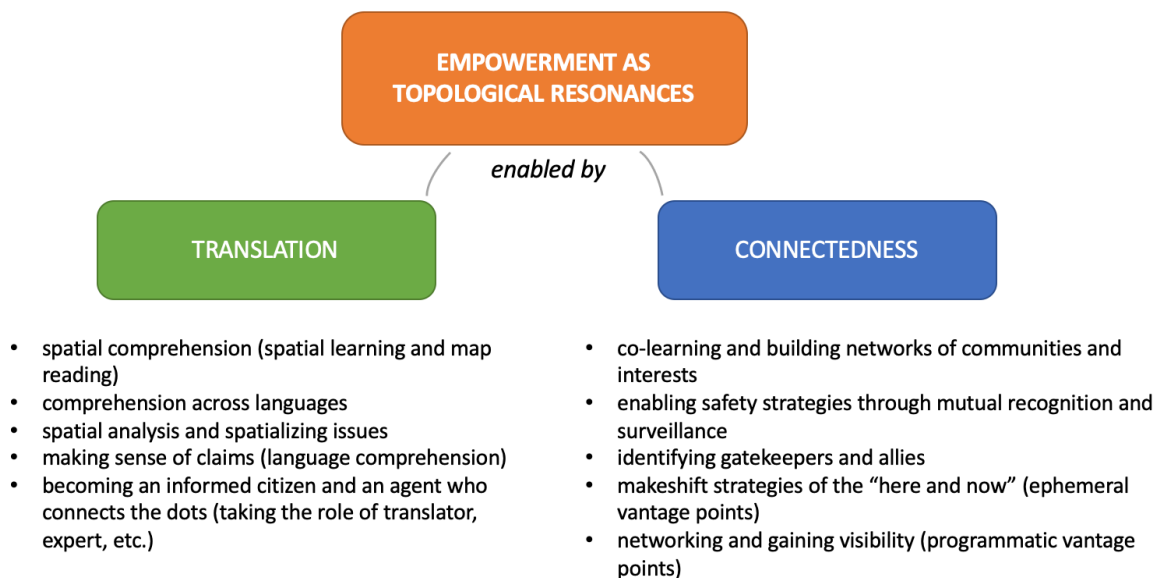 EMPOWERMENT AS
TOPOLOGICAL RESONANCES
enabled by
TRANSLATION
CONNECTEDNESS
• spatial comprehension (spatial learning and map
reading)
• comprehension across languages
• spatial analysis and spatializing issues
• making sense of claims (language comprehension)
• becoming an informed citizen and an agent who
connects the dots (taking the role of translator,
expert, etc.)
• co-learning and building networks of communities and
interests
• enabling safety strategies through mutual recognition and
surveillance
• identifying gatekeepers and allies
• makeshift strategies of the “here and now” (ephemeral
vantage points)
• networking and gaining visibility (programmatic vantage
points)